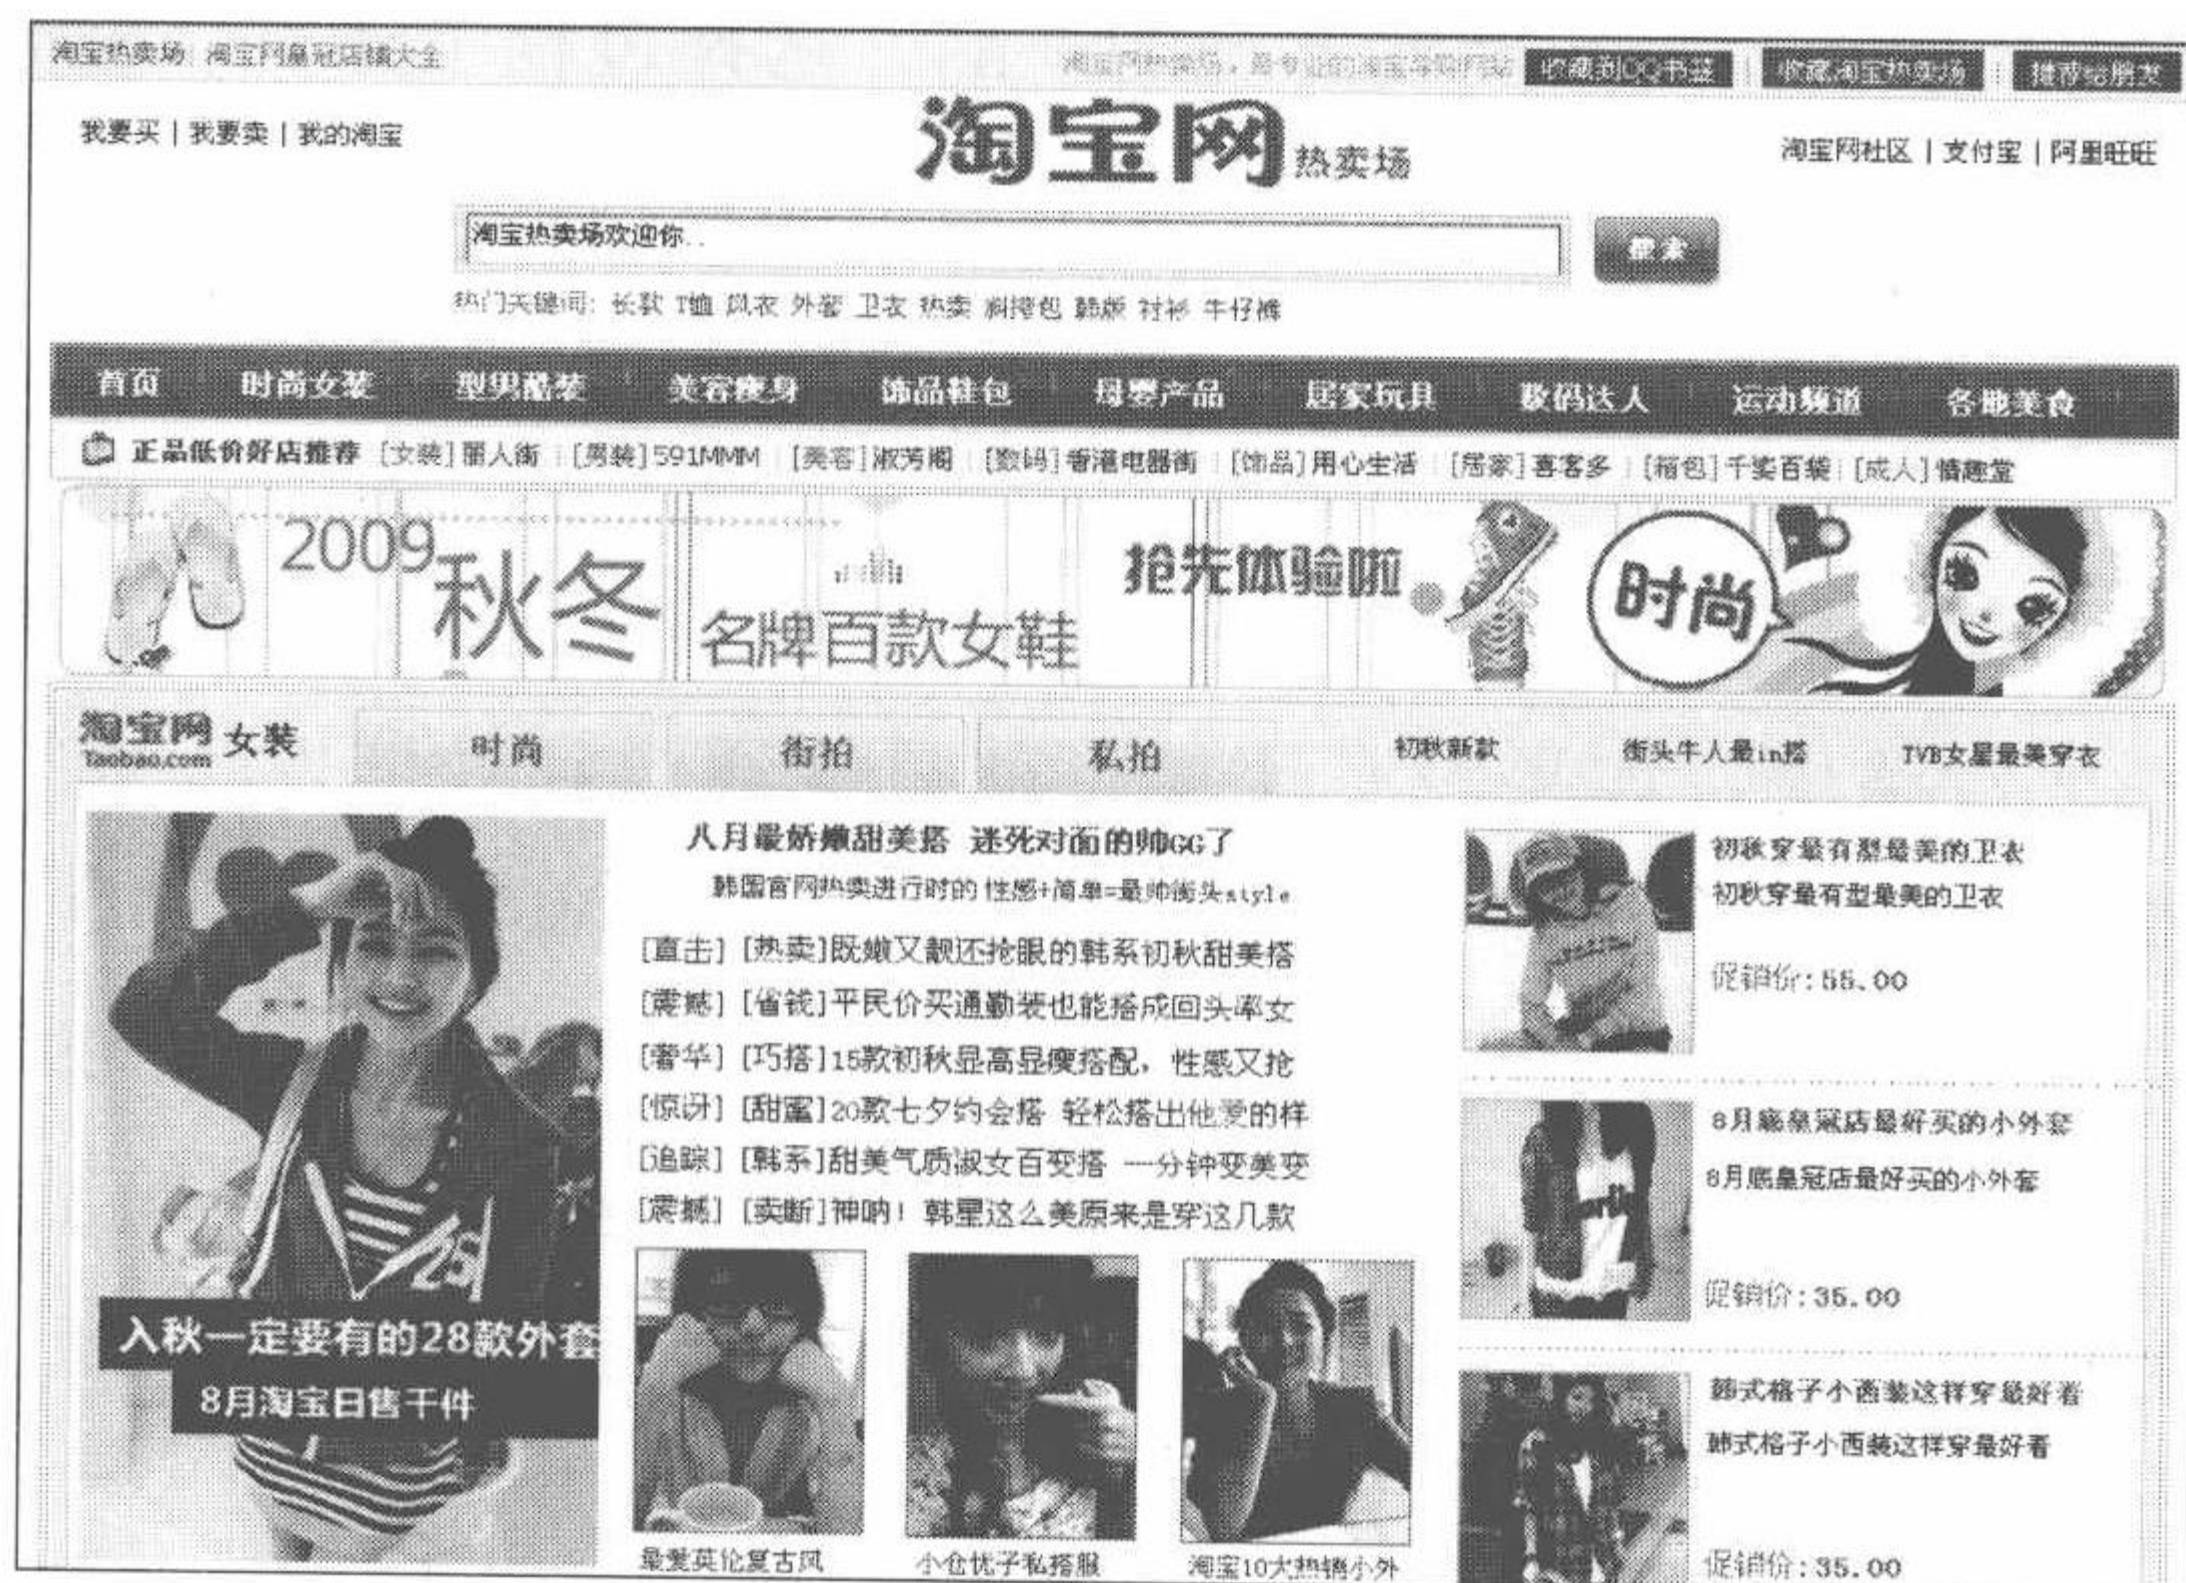 淘宝热卖场 淘宝网皇冠店铺大全
收藏到QQ书签 收藏淘宝热卖场 推荐给朋友
我要买 | 我要卖 | 我的淘宝
淘宝网热卖场
淘宝网社区 | 支付宝 | 阿里旺旺
淘宝热卖场欢迎你..
搜索
热门关键词: 长款 T恤 风衣 外套 卫衣 热卖 斜挎包 韩版 衬衫 牛仔裤
首页 时尚女装 型男酷装 美容瘦身 饰品鞋包 母婴产品 居家玩具 数码达人 运动频道 各地美食
正品低价好店推荐 [女装]丽人街 [男装]591MMM [美容]淑芳阁 [数码]香港电器街 [饰品]用心生活 [居家]喜客多 [箱包]千姿百袋 [成人]情趣堂
2009
秋冬
名牌百款女鞋
抢先体验啦
时尚
淘宝网
Taobao.com
女装
时尚 街拍 私拍 初秋新款 街头牛人最in搭 TVB女星最美穿衣
入秋一定要有的28款外套
8月淘宝日售千件
八月最娇嫩甜美搭 迷死对面的帅GG了
韩国官网热卖进行时的 性感+简单=最帅街头style
[直击] [热卖]既嫩又靓还抢眼的韩系初秋甜美搭
[震撼] [省钱]平民价买通勤装也能搭成回头率女
[奢华] [巧搭]15款初秋显高显瘦搭配，性感又抢
[惊讶] [甜蜜]20款七夕约会搭 轻松搭出他爱的样
[追踪] [韩系]甜美气质淑女百变搭 一分钟变美变
[震撼] [卖断]神呐！韩星这么美原来是穿这几款
最爱英伦复古风
小仓优子私搭服
淘宝10大热销小外
初秋穿最有型最美的卫衣
初秋穿最有型最美的卫衣
促销价:55.00
8月底皇冠店最好买的小外套
8月底皇冠店最好买的小外套
促销价:35.00
韩式格子小西装这样穿最好看
韩式格子小西装这样穿最好看
促销价:35.00